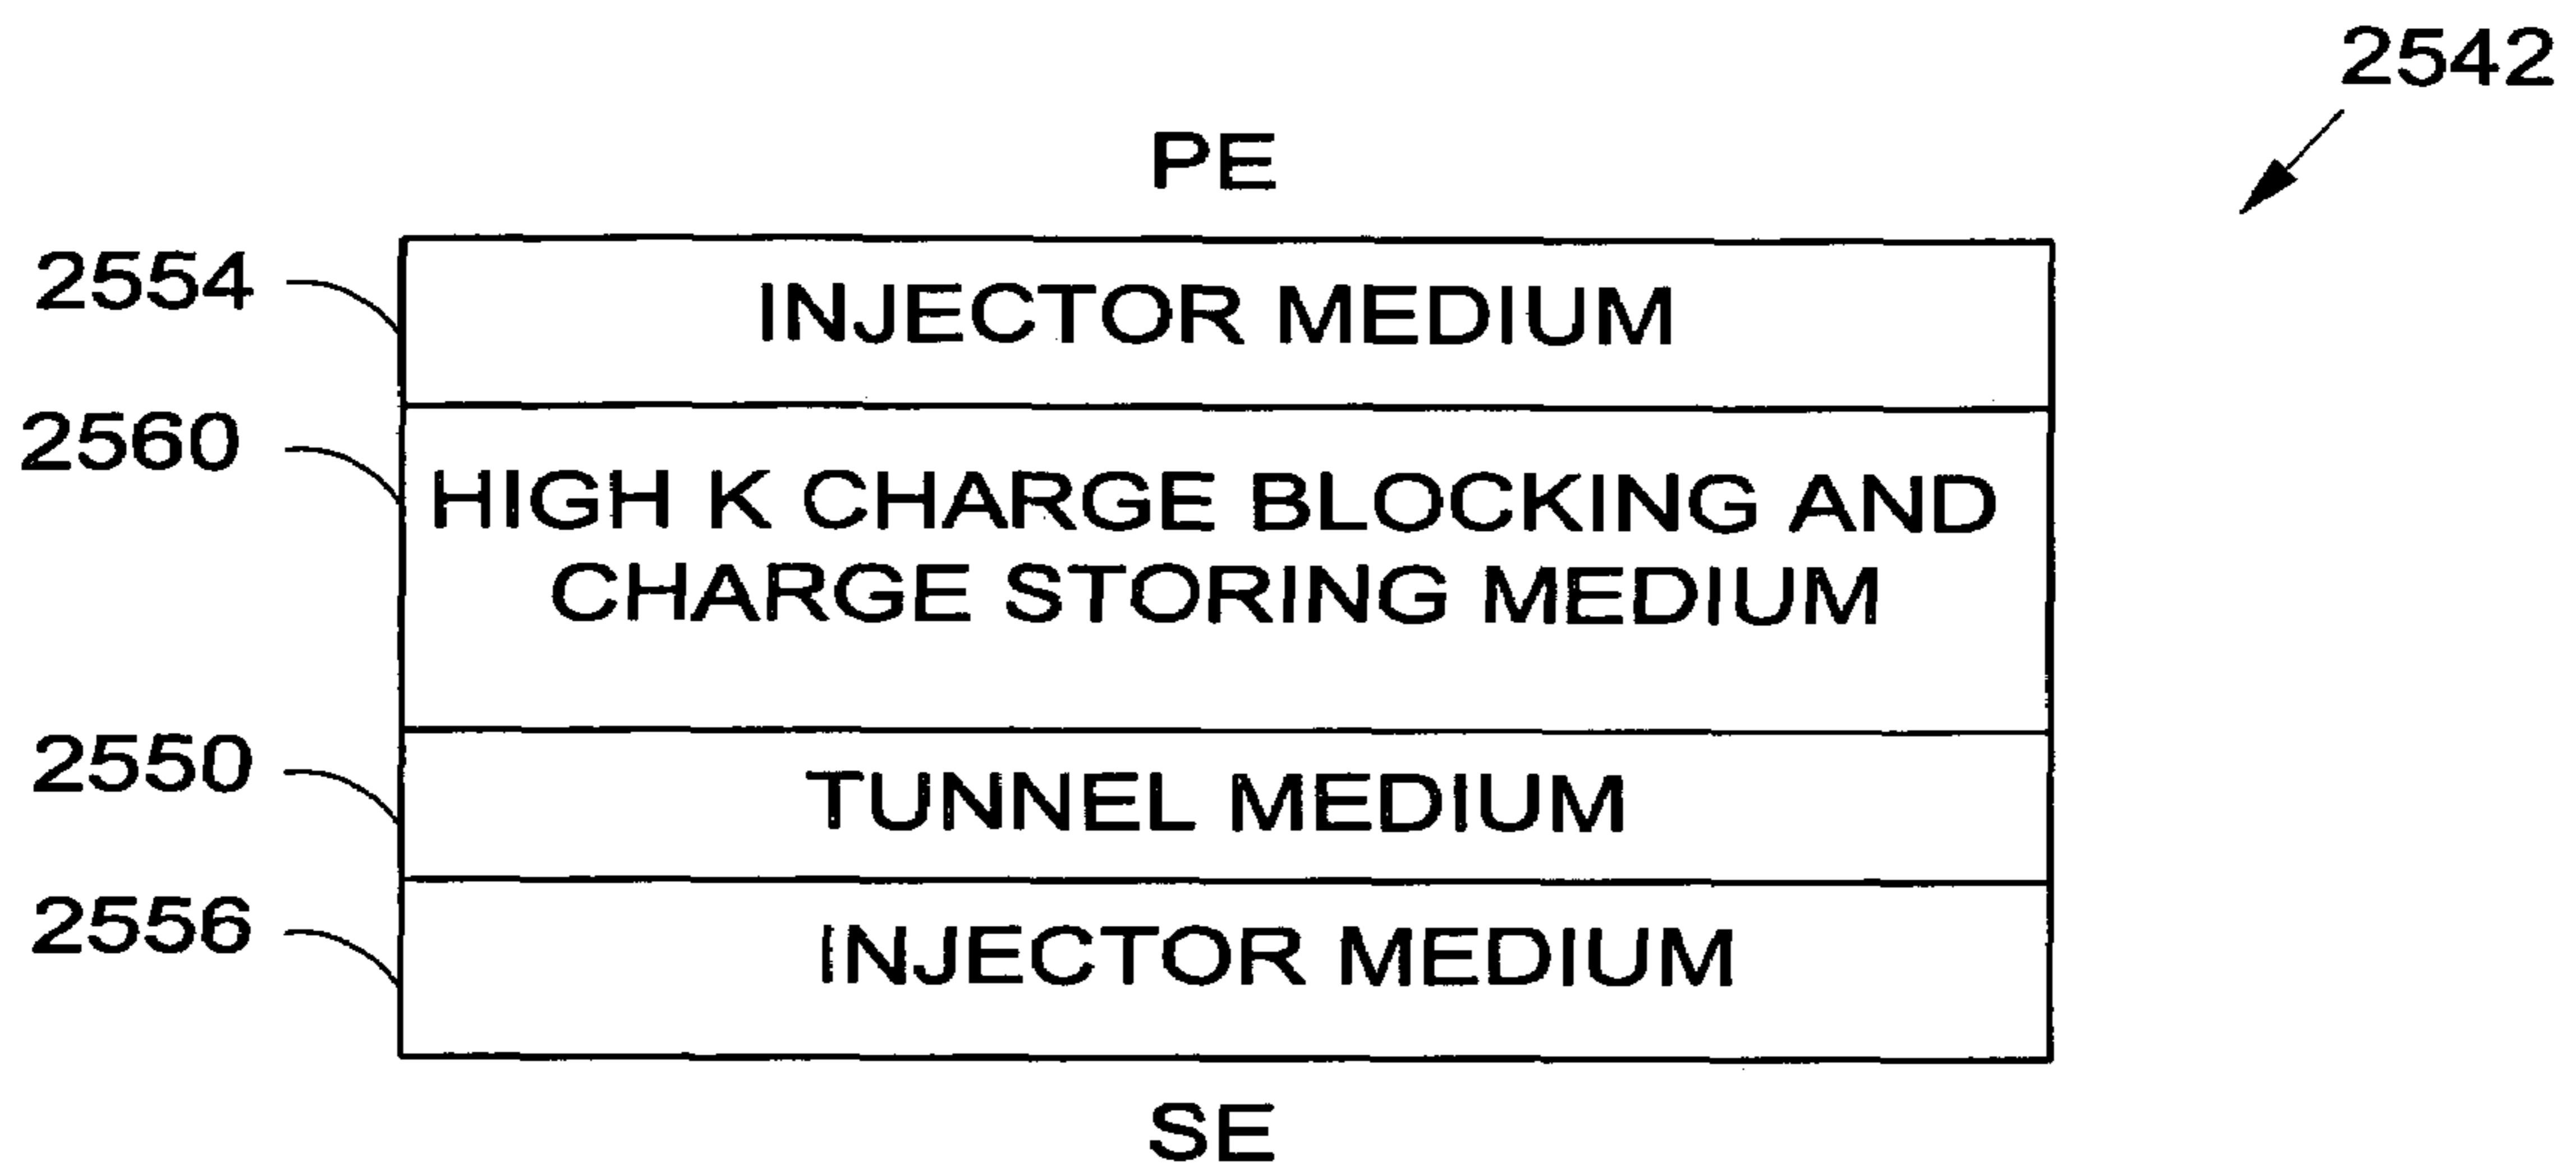 2542
PE
2554
INJECTOR MEDIUM
2560
HIGH K CHARGE BLOCKING AND
CHARGE STORING MEDIUM
2550
TUNNEL MEDIUM
2556
INJECTOR MEDIUM
SE